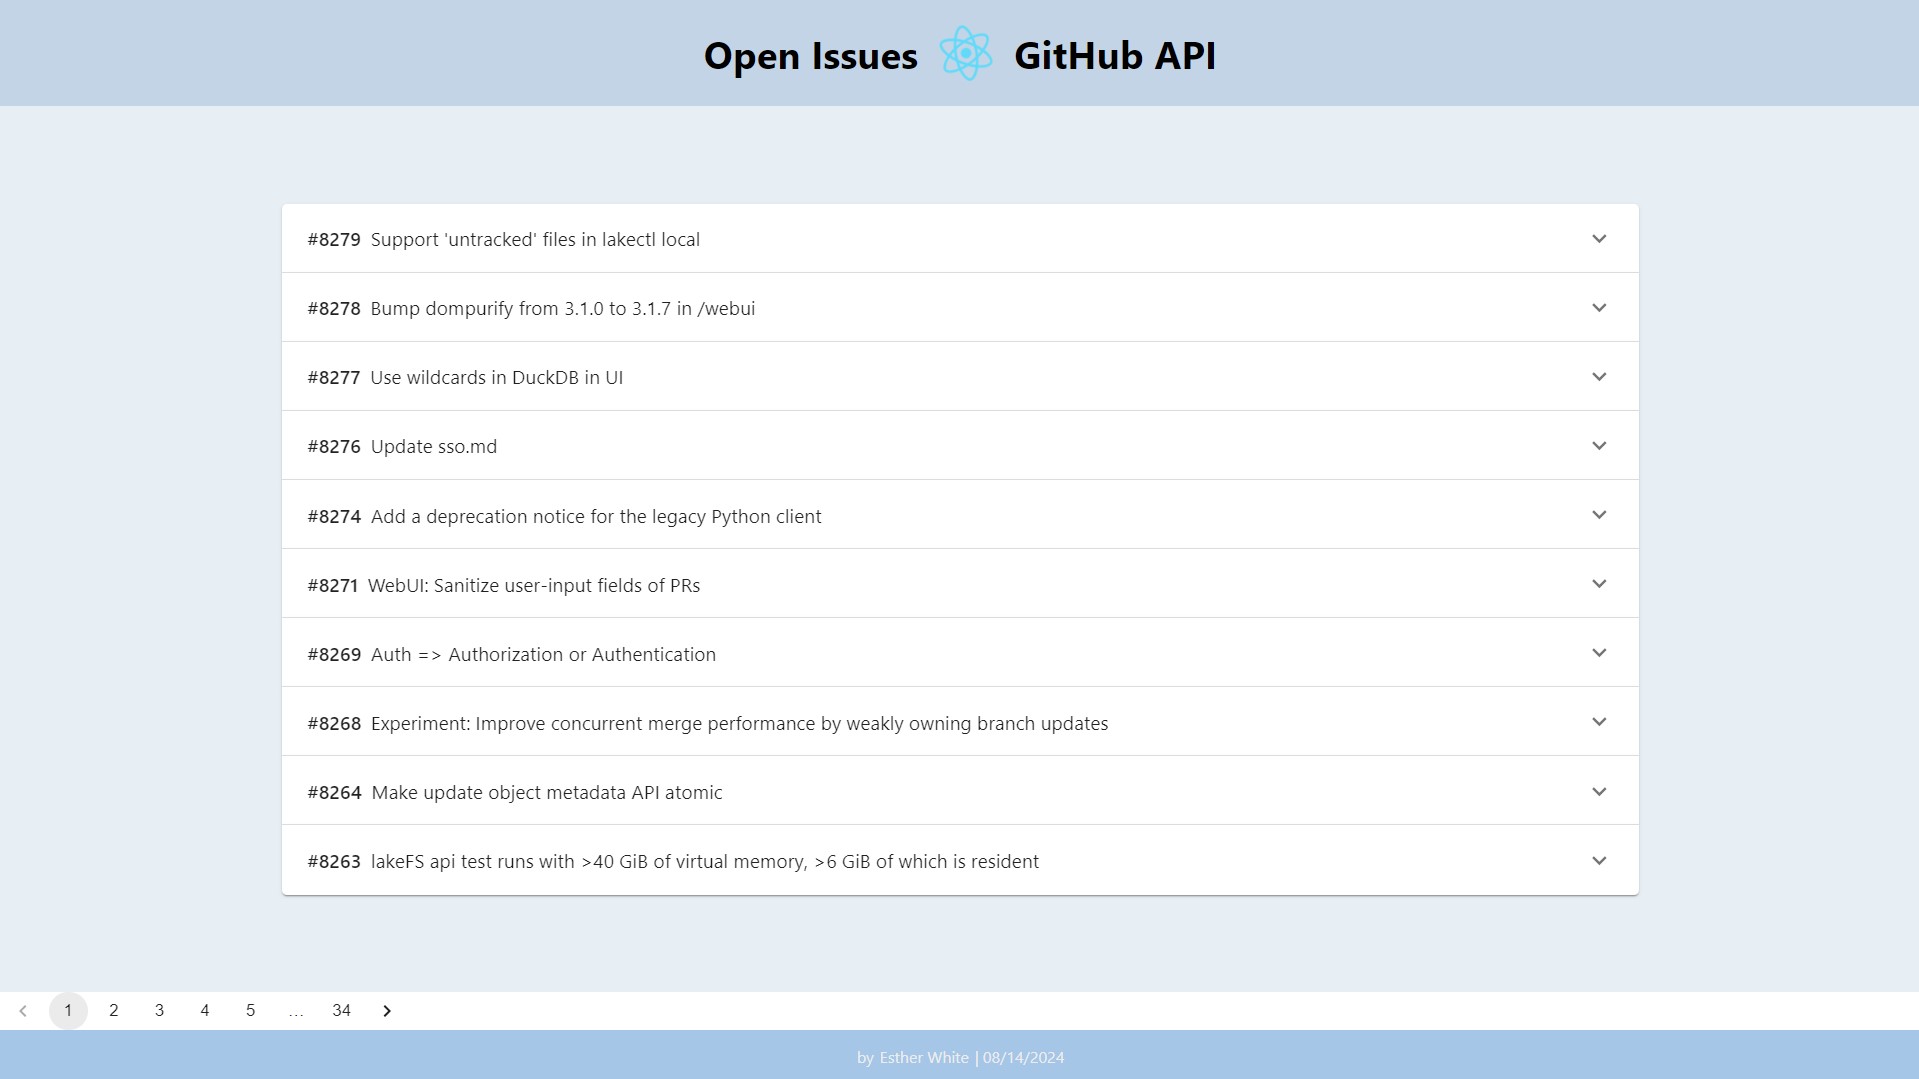 Open Issues GitHub API
#8279 Support 'untracked' files in lakectl local
#8278 Bump dompurify from 3.1.0 to 3.1.7 in /webui
#8277 Use wildcards in DuckDB in UI
#8276 Update sso.md
#8274 Add a deprecation notice for the legacy Python client
#8271 WebUI: Sanitize user-input fields of PRs
#8269 Auth => Authorization or Authentication
#8268 Experiment: Improve concurrent merge performance by weakly owning branch updates
#8264 Make update object metadata API atomic
#8263 lakeFS api test runs with >40 GiB of virtual memory, >6 GiB of which is resident
1 2 3 4 5 … 34
by Esther White | 08/14/2024